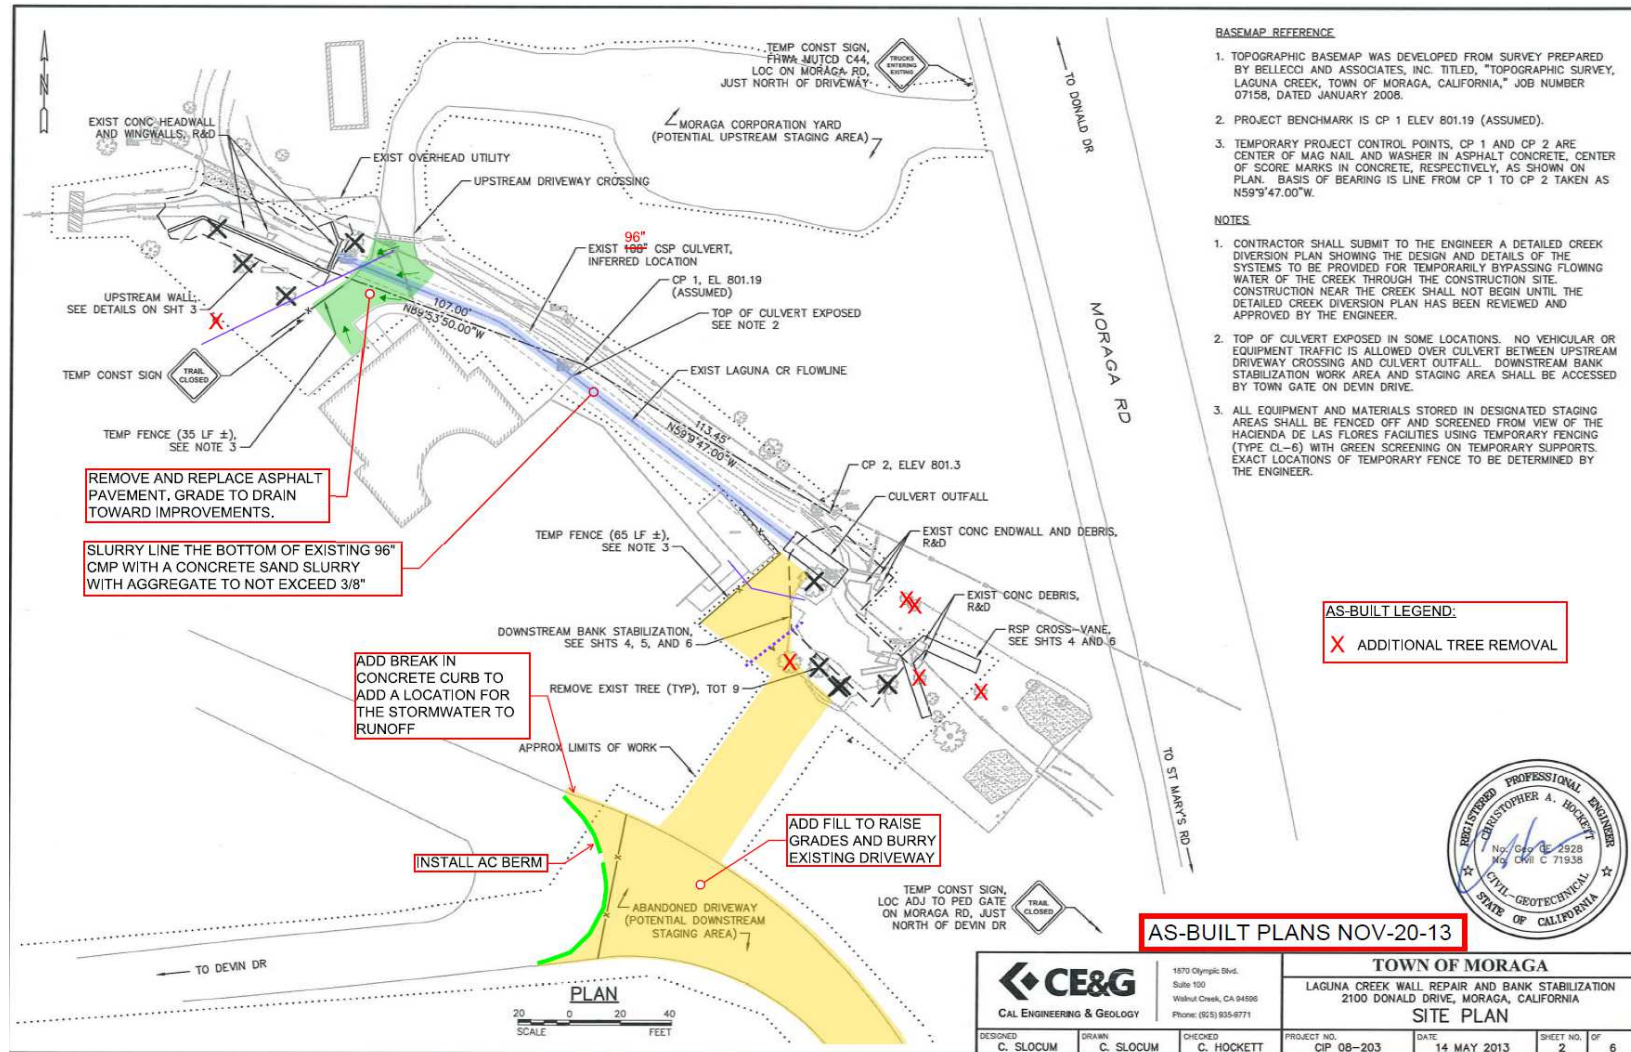 TEMP CONST SIGN,
FHWA MUTCD C44,
LOC ON MORAGA RD,
JUST NORTH OF DRIVEWAY
TRUCKS
ENTERING
EXITING
N
EXIST CONC HEADWALL
AND WINGWALLS, R&D
MORAGA CORPORATION YARD
(POTENTIAL UPSTREAM STAGING AREA)
TO DONALD DR
EXIST OVERHEAD UTILITY
UPSTREAM DRIVEWAY CROSSING
96"
EXIST 108" CSP CULVERT,
INFERRED LOCATION
CP 1, EL 801.19
(ASSUMED)
TOP OF CULVERT EXPOSED
SEE NOTE 2
EXIST LAGUNA CR FLOWLINE
107.00'
N89°53'50.00"W
113.45'
N59°9'47.00"W
MORAGA RD
UPSTREAM WALL,
SEE DETAILS ON SHT 3
TEMP CONST SIGN
TRAIL
CLOSED
TEMP FENCE (35 LF ±),
SEE NOTE 3
REMOVE AND REPLACE ASPHALT
PAVEMENT. GRADE TO DRAIN
TOWARD IMPROVEMENTS.
SLURRY LINE THE BOTTOM OF EXISTING 96"
CMP WITH A CONCRETE SAND SLURRY
WITH AGGREGATE TO NOT EXCEED 3/8"
CP 2, ELEV 801.3
CULVERT OUTFALL
TEMP FENCE (65 LF ±),
SEE NOTE 3
EXIST CONC ENDWALL AND DEBRIS,
R&D
EXIST CONC DEBRIS,
R&D
RSP CROSS-VANE,
SEE SHTS 4 AND 6
DOWNSTREAM BANK STABILIZATION,
SEE SHTS 4, 5, AND 6
REMOVE EXIST TREE (TYP), TOT 9
ADD BREAK IN
CONCRETE CURB TO
ADD A LOCATION FOR
THE STORMWATER TO
RUNOFF
APPROX LIMITS OF WORK
TO ST MARY'S RD
INSTALL AC BERM
ADD FILL TO RAISE
GRADES AND BURRY
EXISTING DRIVEWAY
ABANDONED DRIVEWAY
(POTENTIAL DOWNSTREAM
STAGING AREA)
TEMP CONST SIGN,
LOC ADJ TO PED GATE
ON MORAGA RD, JUST
NORTH OF DEVIN DR
TRAIL
CLOSED
TO DEVIN DR
PLAN
20 0 20 40
SCALE FEET
BASEMAP REFERENCE
1. TOPOGRAPHIC BASEMAP WAS DEVELOPED FROM SURVEY PREPARED
BY BELLECCI AND ASSOCIATES, INC. TITLED, "TOPOGRAPHIC SURVEY,
LAGUNA CREEK, TOWN OF MORAGA, CALIFORNIA," JOB NUMBER
07158, DATED JANUARY 2008.
2. PROJECT BENCHMARK IS CP 1 ELEV 801.19 (ASSUMED).
3. TEMPORARY PROJECT CONTROL POINTS, CP 1 AND CP 2 ARE
CENTER OF MAG NAIL AND WASHER IN ASPHALT CONCRETE, CENTER
OF SCORE MARKS IN CONCRETE, RESPECTIVELY, AS SHOWN ON
PLAN. BASIS OF BEARING IS LINE FROM CP 1 TO CP 2 TAKEN AS
N59°9'47.00"W.
NOTES
1. CONTRACTOR SHALL SUBMIT TO THE ENGINEER A DETAILED CREEK
DIVERSION PLAN SHOWING THE DESIGN AND DETAILS OF THE
SYSTEMS TO BE PROVIDED FOR TEMPORARILY BYPASSING FLOWING
WATER OF THE CREEK THROUGH THE CONSTRUCTION SITE.
CONSTRUCTION NEAR THE CREEK SHALL NOT BEGIN UNTIL THE
DETAILED CREEK DIVERSION PLAN HAS BEEN REVIEWED AND
APPROVED BY THE ENGINEER.
2. TOP OF CULVERT EXPOSED IN SOME LOCATIONS. NO VEHICULAR OR
EQUIPMENT TRAFFIC IS ALLOWED OVER CULVERT BETWEEN UPSTREAM
DRIVEWAY CROSSING AND CULVERT OUTFALL. DOWNSTREAM BANK
STABILIZATION WORK AREA AND STAGING AREA SHALL BE ACCESSED
BY TOWN GATE ON DEVIN DRIVE.
3. ALL EQUIPMENT AND MATERIALS STORED IN DESIGNATED STAGING
AREAS SHALL BE FENCED OFF AND SCREENED FROM VIEW OF THE
HACIENDA DE LAS FLORES FACILITIES USING TEMPORARY FENCING
(TYPE CL-6) WITH GREEN SCREENING ON TEMPORARY SUPPORTS.
EXACT LOCATIONS OF TEMPORARY FENCE TO BE DETERMINED BY
THE ENGINEER.
AS-BUILT LEGEND:
X ADDITIONAL TREE REMOVAL
REGISTERED PROFESSIONAL ENGINEER
CHRISTOPHER A. HOCKETT
No. Geo GE 2928
No. Civil C 71938
CIVIL-GEOTECHNICAL
STATE OF CALIFORNIA
AS-BUILT PLANS NOV-20-13
CE&G
CAL ENGINEERING & GEOLOGY
1870 Olympic Blvd.
Suite 100
Walnut Creek, CA 94596
Phone: (925) 935-9771
TOWN OF MORAGA
LAGUNA CREEK WALL REPAIR AND BANK STABILIZATION
2100 DONALD DRIVE, MORAGA, CALIFORNIA
SITE PLAN
DESIGNED
C. SLOCUM
DRAWN
C. SLOCUM
CHECKED
C. HOCKETT
PROJECT NO.
CIP 08-203
DATE
14 MAY 2013
SHEET NO.
2
OF
6